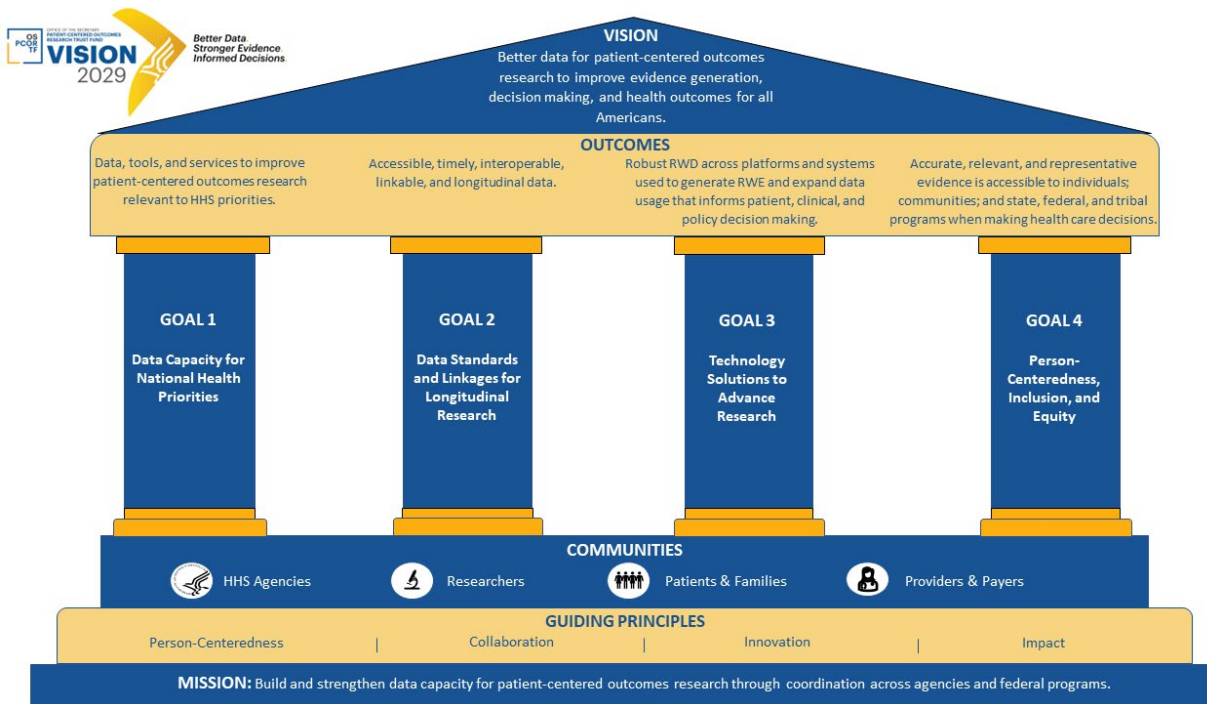 OS
PCOR
TF
OFFICE OF THE SECRETARY
PATIENT-CENTERED OUTCOMES
RESEARCH TRUST FUND
VISION
2029
Better Data.
Stronger Evidence.
Informed Decisions.
VISION
Better data for patient-centered outcomes
research to improve evidence generation,
decision making, and health outcomes for all
Americans.
OUTCOMES
Data, tools, and services to improve
patient-centered outcomes research
relevant to HHS priorities.
Accessible, timely, interoperable,
linkable, and longitudinal data.
Robust RWD across platforms and systems
used to generate RWE and expand data
usage that informs patient, clinical, and
policy decision making.
Accurate, relevant, and representative
evidence is accessible to individuals;
communities; and state, federal, and tribal
programs when making health care decisions.
GOAL 1
Data Capacity for
National Health
Priorities
GOAL 2
Data Standards
and Linkages for
Longitudinal
Research
GOAL 3
Technology
Solutions to
Advance
Research
GOAL 4
Person-
Centeredness,
Inclusion, and
Equity
COMMUNITIES
HHS Agencies
Researchers
Patients & Families
Providers & Payers
GUIDING PRINCIPLES
Person-Centeredness | Collaboration | Innovation | Impact
MISSION: Build and strengthen data capacity for patient-centered outcomes research through coordination across agencies and federal programs.